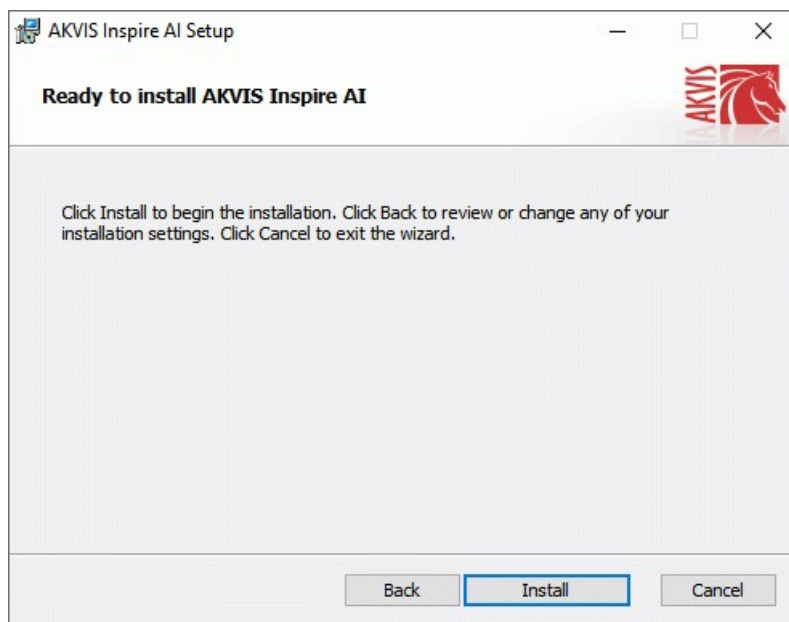 AKVIS Inspire AI Setup
Ready to install AKVIS Inspire AI
AKVIS
Click Install to begin the installation. Click Back to review or change any of your
installation settings. Click Cancel to exit the wizard.
Back
Install
Cancel